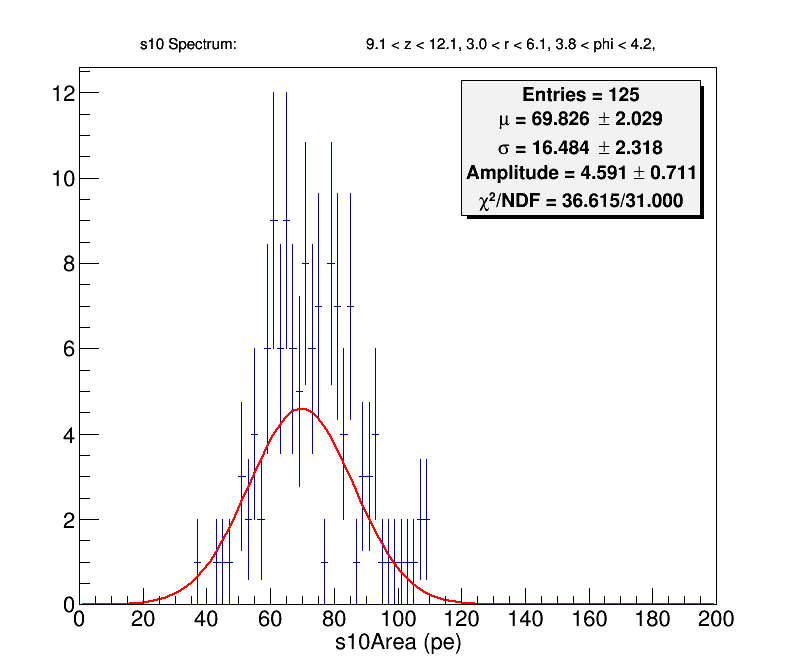 s10 Spectrum: 9.1 < z < 12.1, 3.0 < r < 6.1, 3.8 < phi < 4.2,
Entries = 125
μ = 69.826 ± 2.029
σ = 16.484 ± 2.318
Amplitude = 4.591 ± 0.711
χ²/NDF = 36.615/31.000
12
10
8
6
4
2
0
0 20 40 60 80 100 120 140 160 180 200
s10Area (pe)